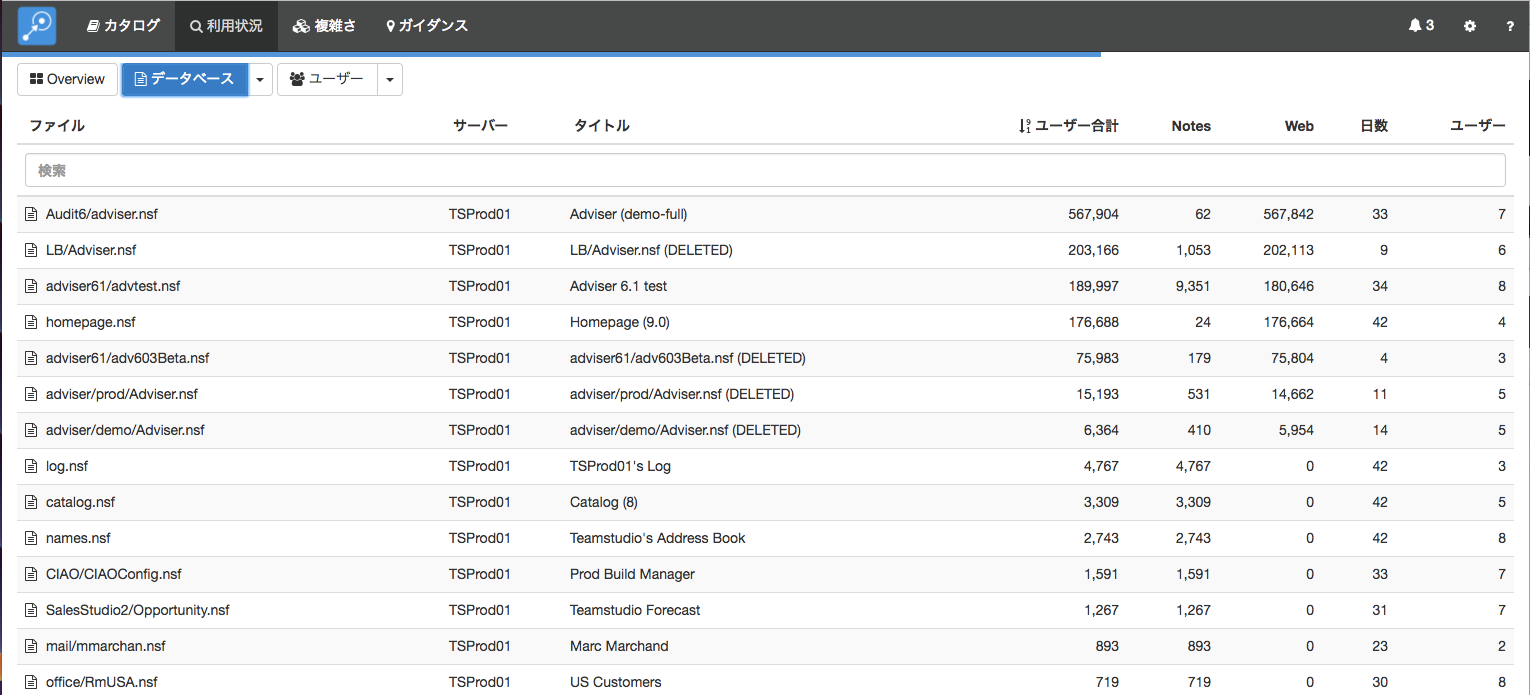 カタログ 利用状況 複雑さ ガイダンス 3 ?
Overview データベース ユーザー
ファイル サーバー タイトル ユーザー合計 Notes Web 日数 ユーザー
検索
Audit6/adviser.nsf TSProd01 Adviser (demo-full) 567,904 62 567,842 33 7
LB/Adviser.nsf TSProd01 LB/Adviser.nsf (DELETED) 203,166 1,053 202,113 9 6
adviser61/advtest.nsf TSProd01 Adviser 6.1 test 189,997 9,351 180,646 34 8
homepage.nsf TSProd01 Homepage (9.0) 176,688 24 176,664 42 4
adviser61/adv603Beta.nsf TSProd01 adviser61/adv603Beta.nsf (DELETED) 75,983 179 75,804 4 3
adviser/prod/Adviser.nsf TSProd01 adviser/prod/Adviser.nsf (DELETED) 15,193 531 14,662 11 5
adviser/demo/Adviser.nsf TSProd01 adviser/demo/Adviser.nsf (DELETED) 6,364 410 5,954 14 5
log.nsf TSProd01 TSProd01's Log 4,767 4,767 0 42 3
catalog.nsf TSProd01 Catalog (8) 3,309 3,309 0 42 5
names.nsf TSProd01 Teamstudio's Address Book 2,743 2,743 0 42 8
CIAO/CIAOConfig.nsf TSProd01 Prod Build Manager 1,591 1,591 0 33 7
SalesStudio2/Opportunity.nsf TSProd01 Teamstudio Forecast 1,267 1,267 0 31 7
mail/mmarchan.nsf TSProd01 Marc Marchand 893 893 0 23 2
office/RmUSA.nsf TSProd01 US Customers 719 719 0 30 8